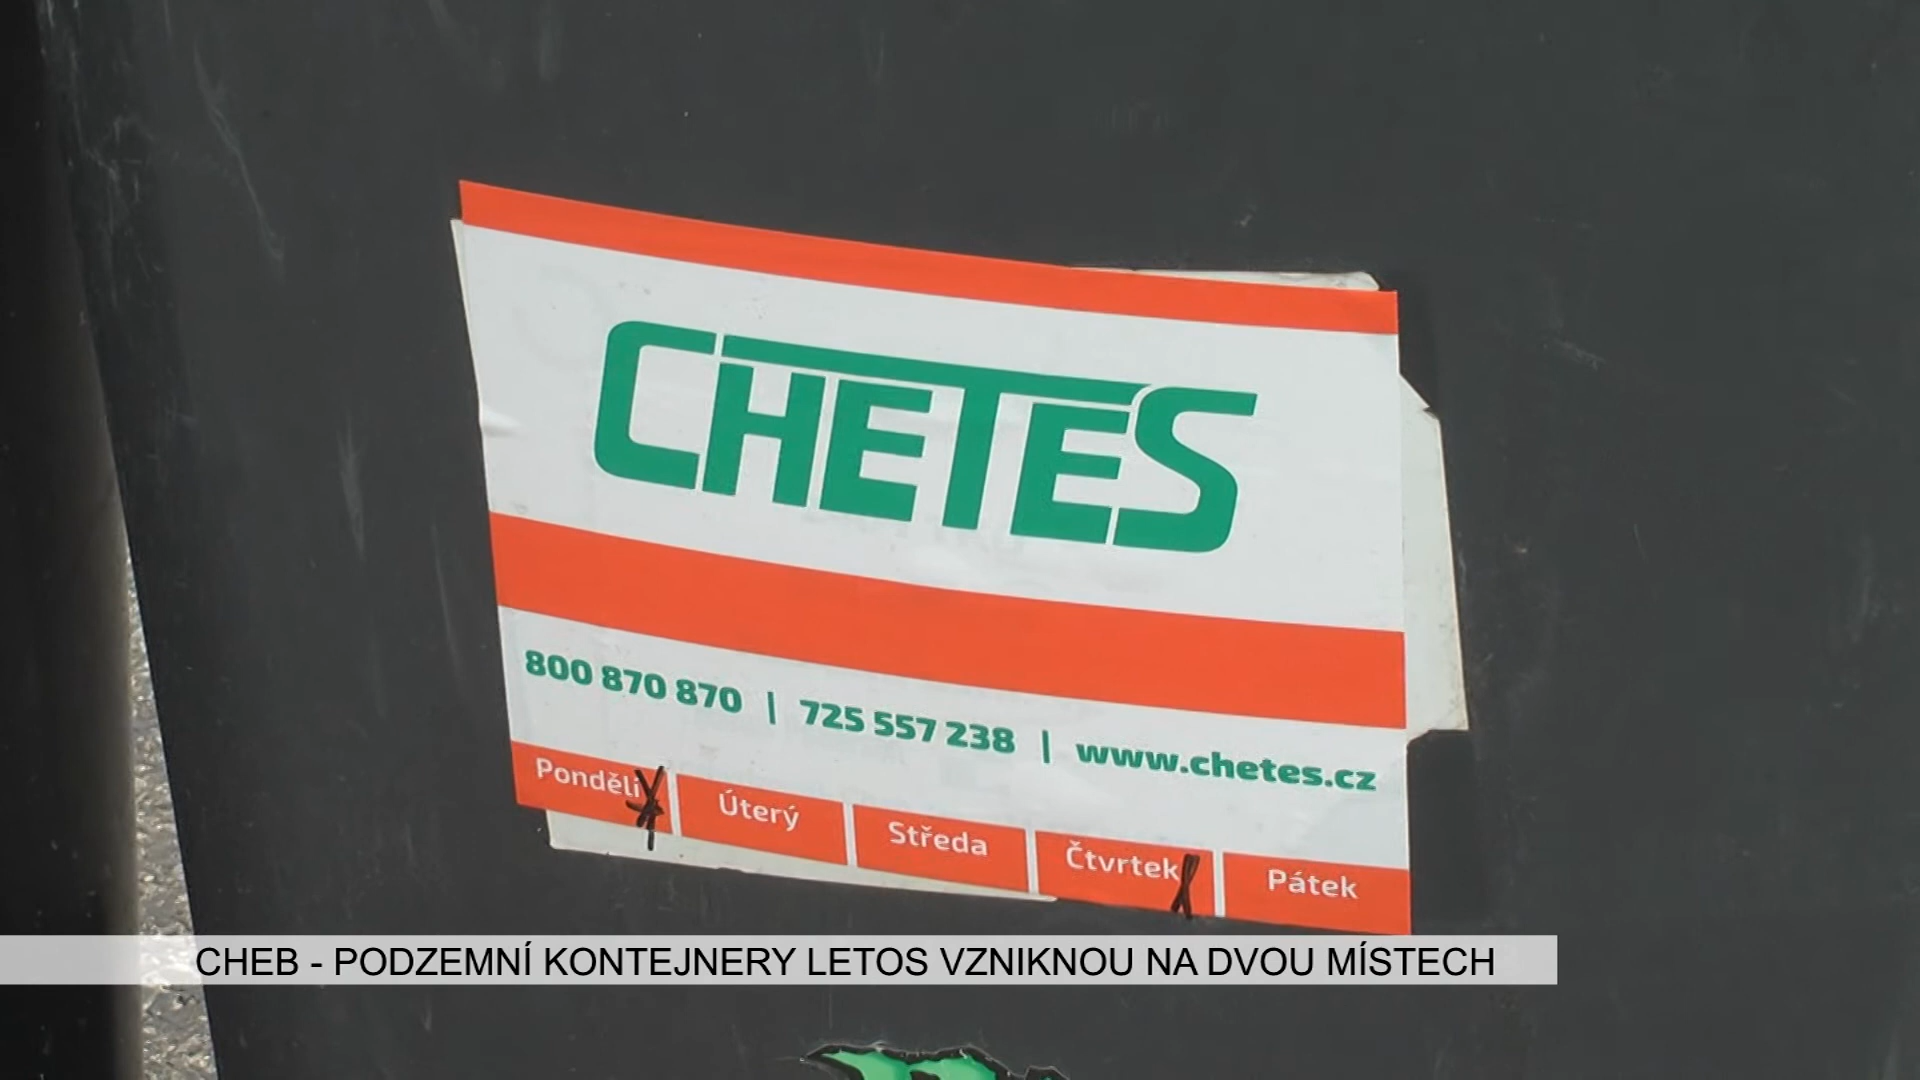 CHETES
800 870 870 | 725 557 238 | www.chetes.cz
Pondělí Úterý Středa Čtvrtek Pátek
CHEB - PODZEMNÍ KONTEJNERY LETOS VZNIKNOU NA DVOU MÍSTECH